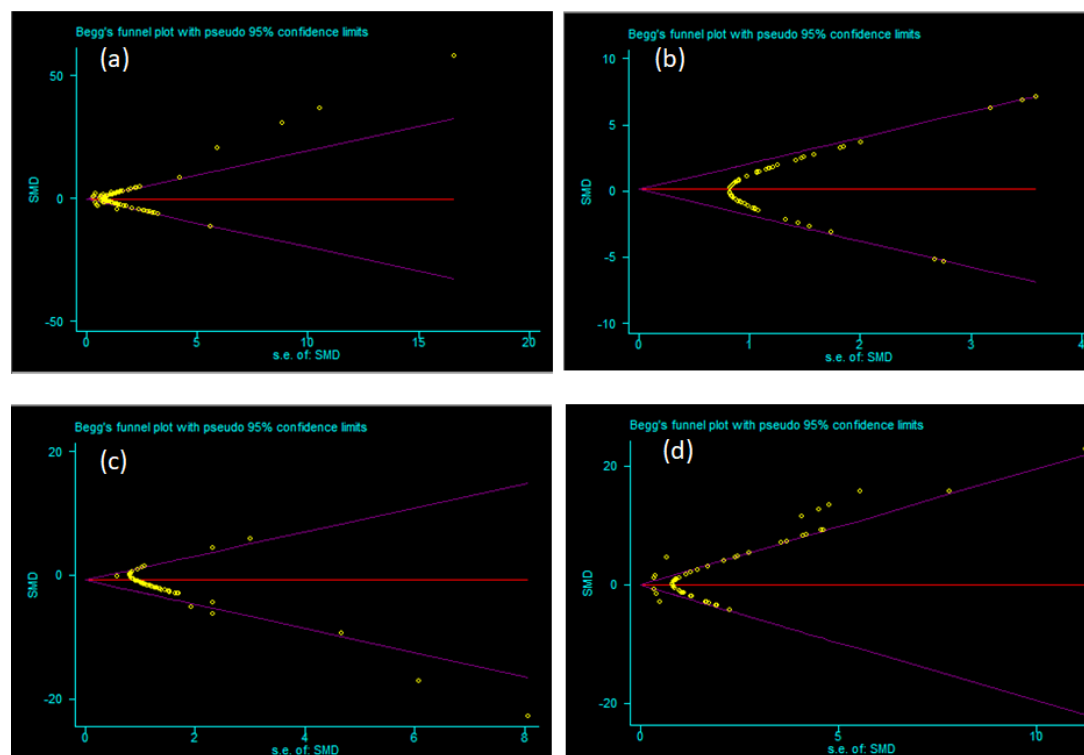 Begg's funnel plot with pseudo 95% confidence limits
(a)
50
0
-50
SMD
0
5
10
15
20
s.e. of: SMD
Begg's funnel plot with pseudo 95% confidence limits
(b)
10
5
0
-5
-10
SMD
0
1
2
3
4
s.e. of: SMD
Begg's funnel plot with pseudo 95% confidence limits
(c)
20
0
-20
SMD
0
2
4
6
8
s.e. of: SMD
Begg's funnel plot with pseudo 95% confidence limits
(d)
20
0
-20
SMD
0
5
10
s.e. of: SMD